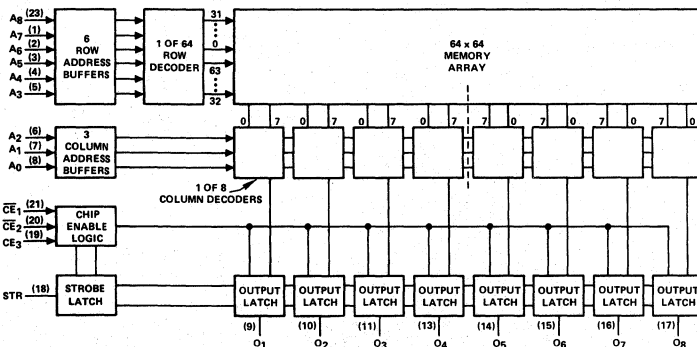 A8 (23)
A7 (1)
A6 (2)
A5 (3)
A4 (4)
A3 (5)
6
ROW
ADDRESS
BUFFERS
1 OF 64
ROW
DECODER
31
0
63
32
64 x 64
MEMORY
ARRAY
0 7 0 7 0 7 0 7 7 0 7 0 7 0 7 0
A2 (6)
A1 (7)
A0 (8)
3
COLUMN
ADDRESS
BUFFERS
1 OF 8
COLUMN DECODERS
CE1 (21)
CE2 (20)
CE3 (19)
CHIP
ENABLE
LOGIC
STR (18)
STROBE
LATCH
OUTPUT
LATCH
OUTPUT
LATCH
OUTPUT
LATCH
OUTPUT
LATCH
OUTPUT
LATCH
OUTPUT
LATCH
OUTPUT
LATCH
OUTPUT
LATCH
(9) (10) (11) (13) (14) (15) (16) (17)
O1 O2 O3 O4 O5 O6 O7 O8